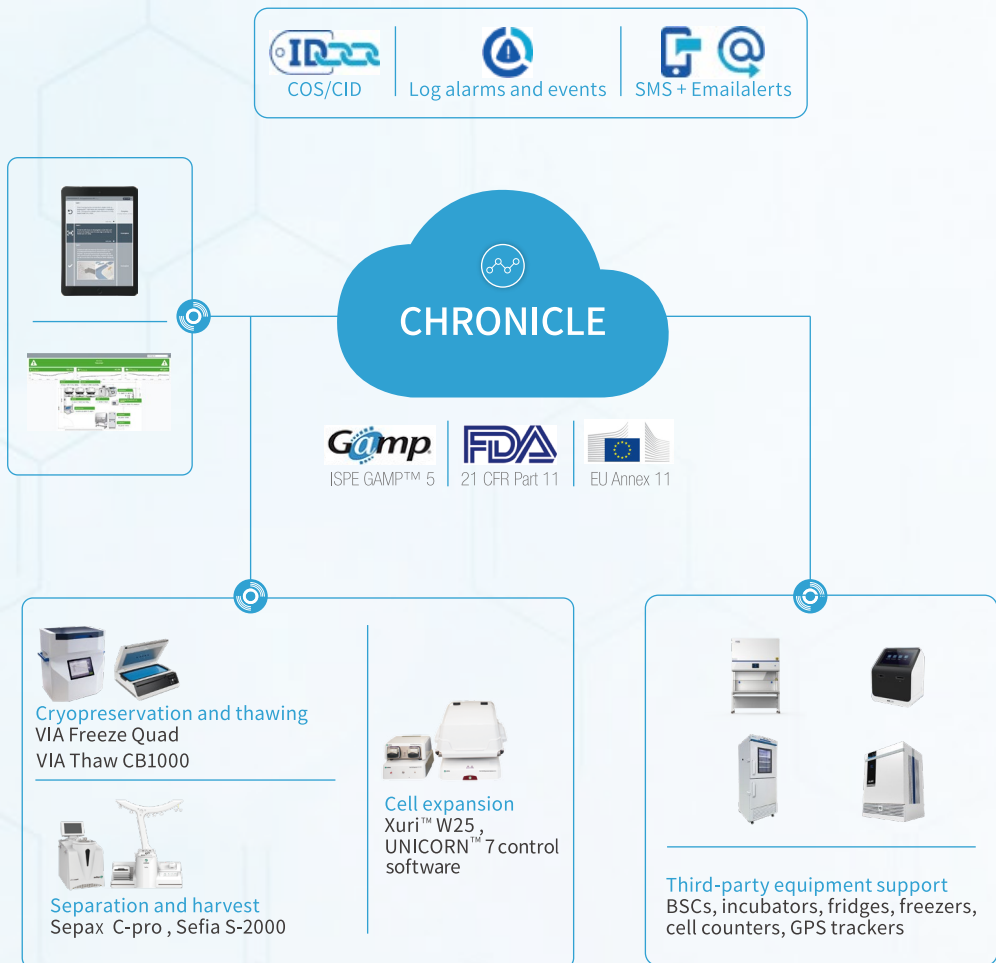 ID
COS/CID
Log alarms and events
SMS + Emailalerts
CHRONICLE
Gamp.
ISPE GAMP™ 5
FDA
21 CFR Part 11
EU Annex 11
Cryopreservation and thawing
VIA Freeze Quad
VIA Thaw CB1000
Separation and harvest
Sepax C-pro , Sefia S-2000
Cell expansion
Xuri™ W25 ,
UNICORN™ 7 control
software
Third-party equipment support
BSCs, incubators, fridges, freezers,
cell counters, GPS trackers